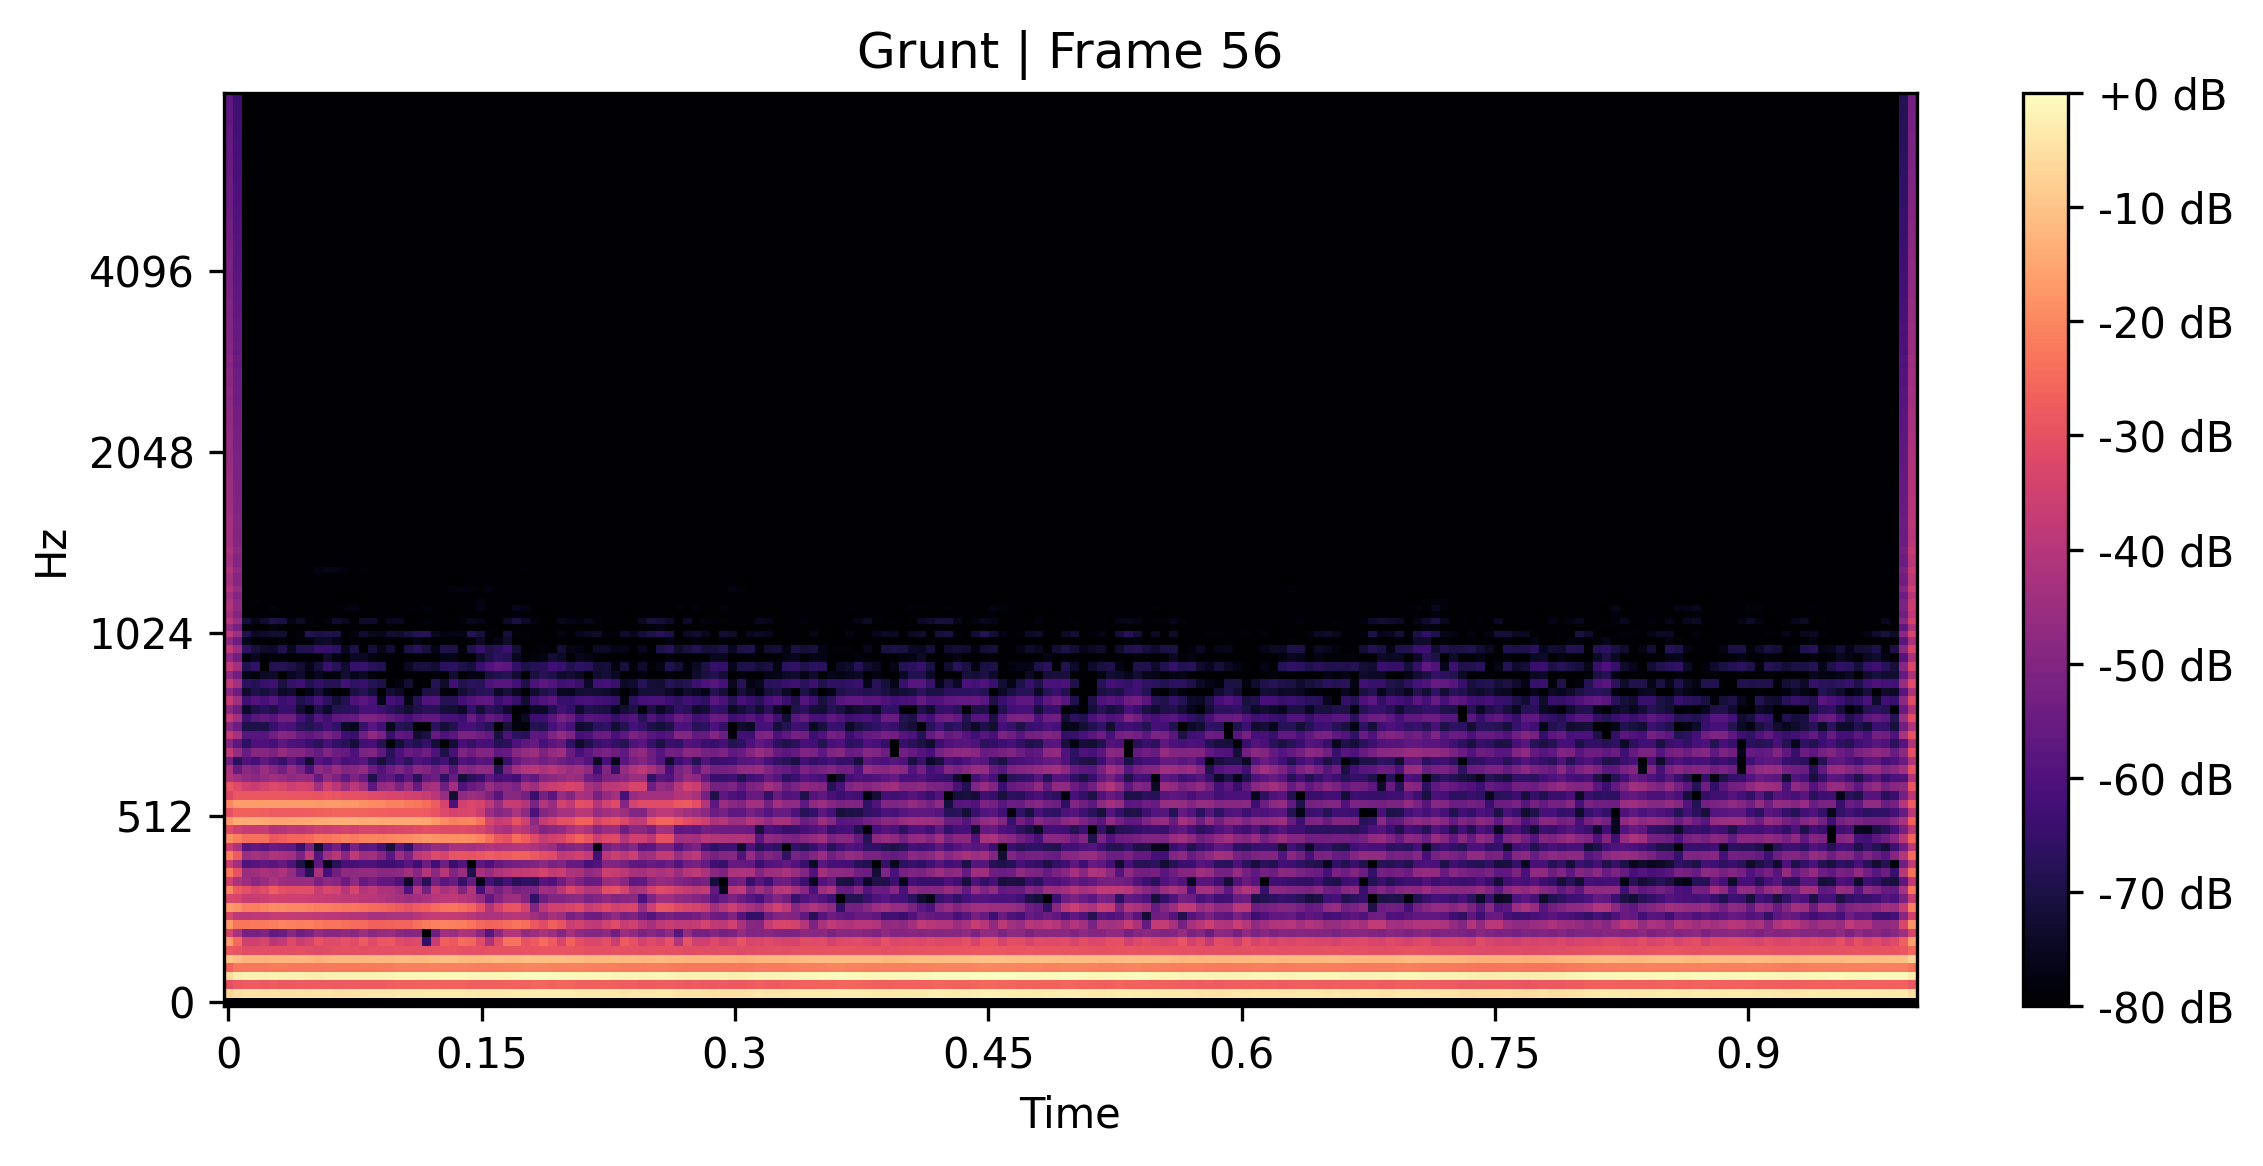 Grunt | Frame 56
Hz
4096
2048
1024
512
0
0 0.15 0.3 0.45 0.6 0.75 0.9
Time
+0 dB
-10 dB
-20 dB
-30 dB
-40 dB
-50 dB
-60 dB
-70 dB
-80 dB